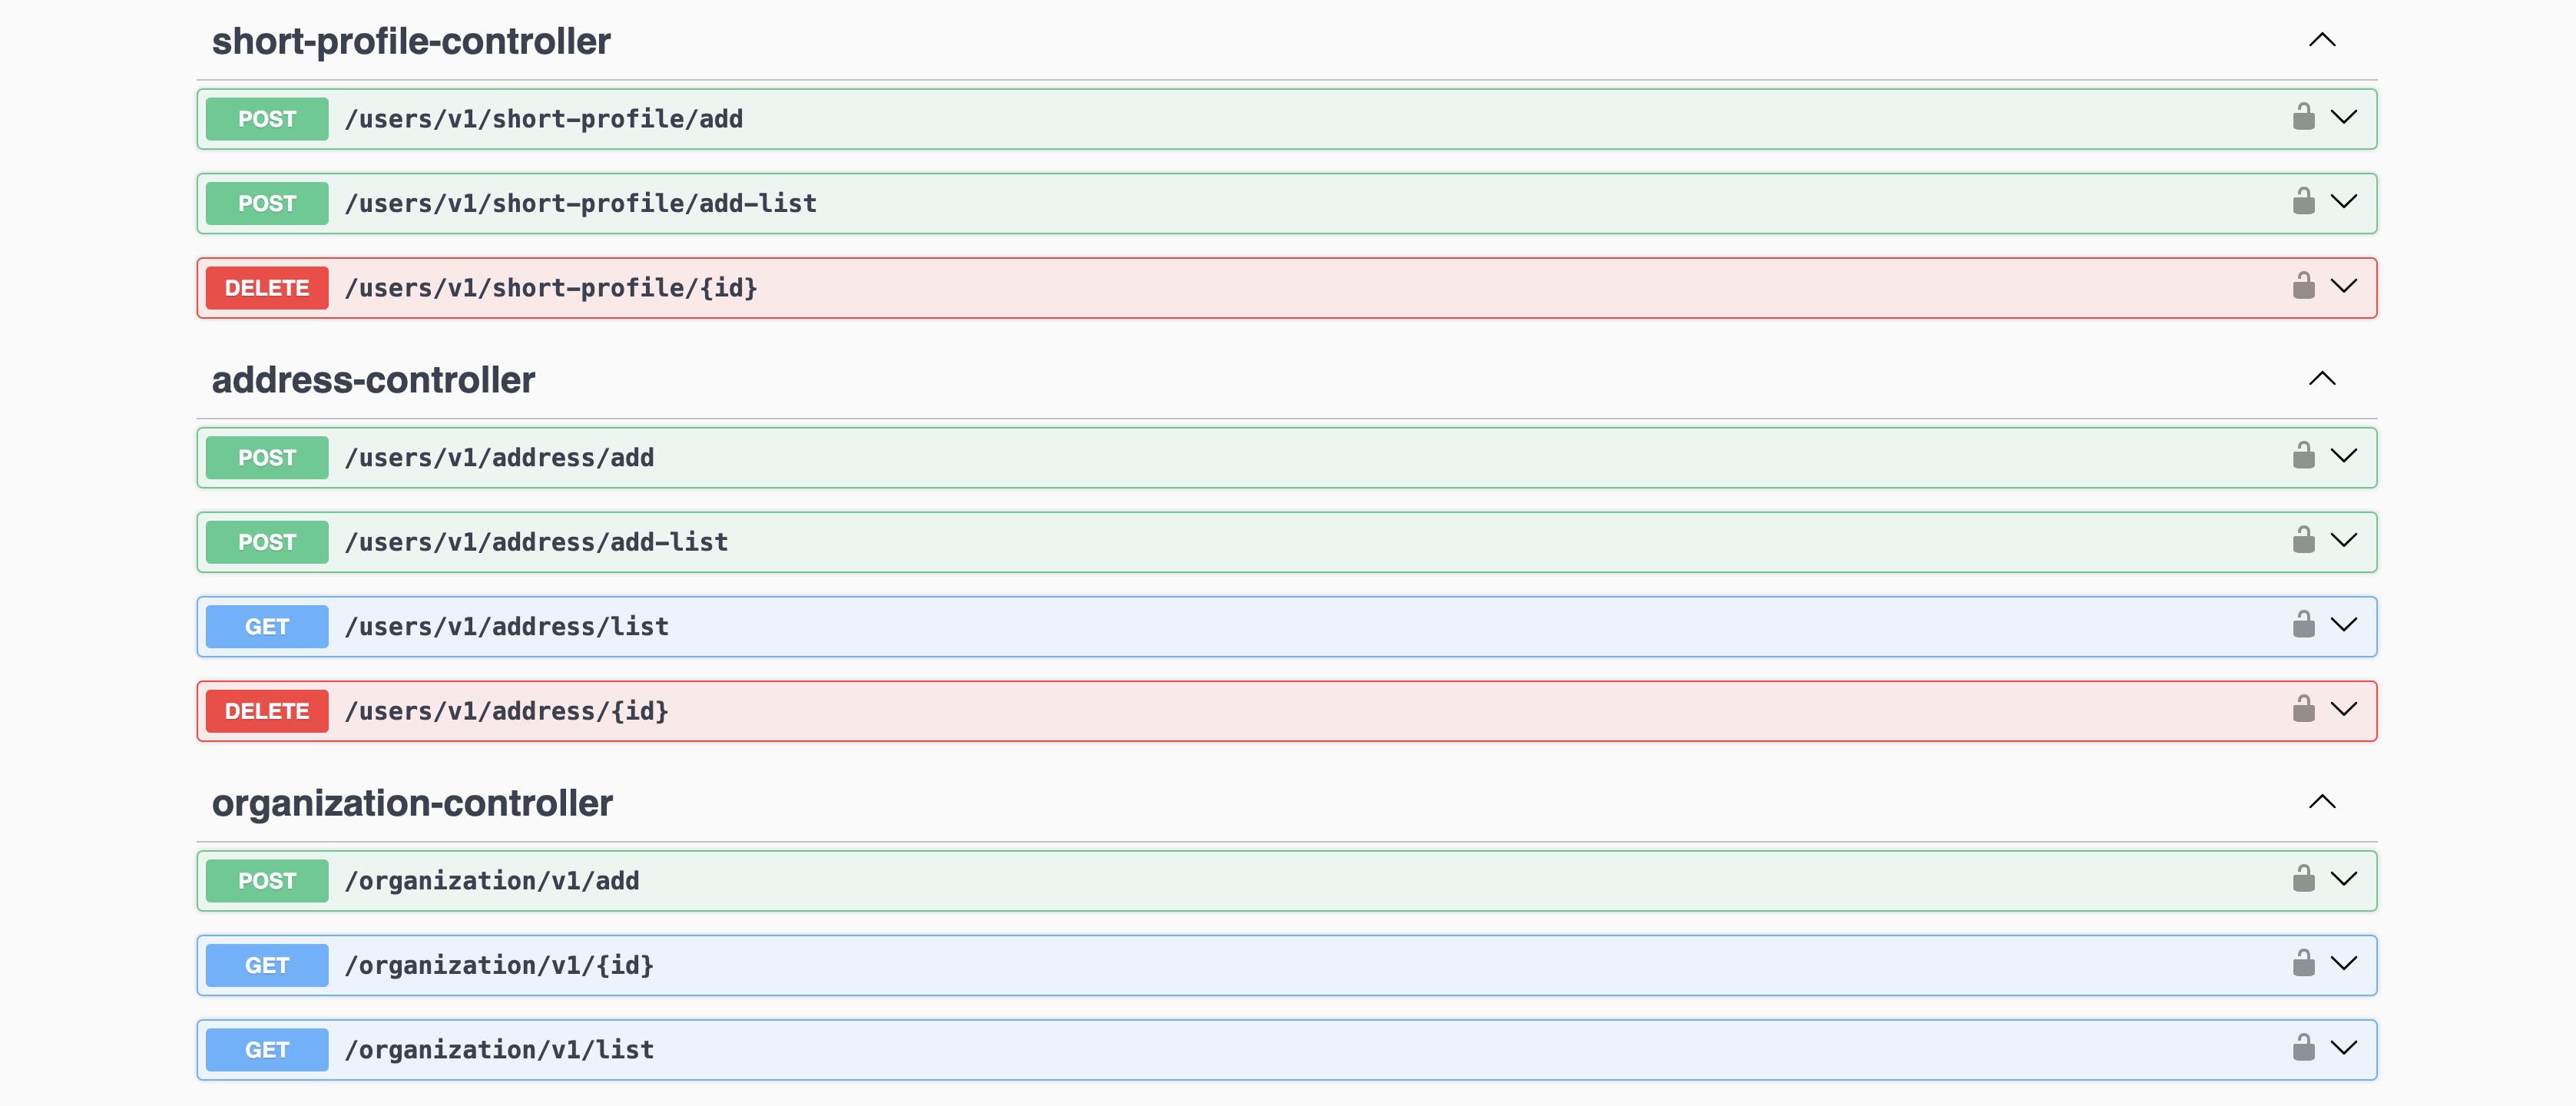 short-profile-controller
POST /users/v1/short-profile/add
POST /users/v1/short-profile/add-list
DELETE /users/v1/short-profile/{id}
address-controller
POST /users/v1/address/add
POST /users/v1/address/add-list
GET /users/v1/address/list
DELETE /users/v1/address/{id}
organization-controller
POST /organization/v1/add
GET /organization/v1/{id}
GET /organization/v1/list